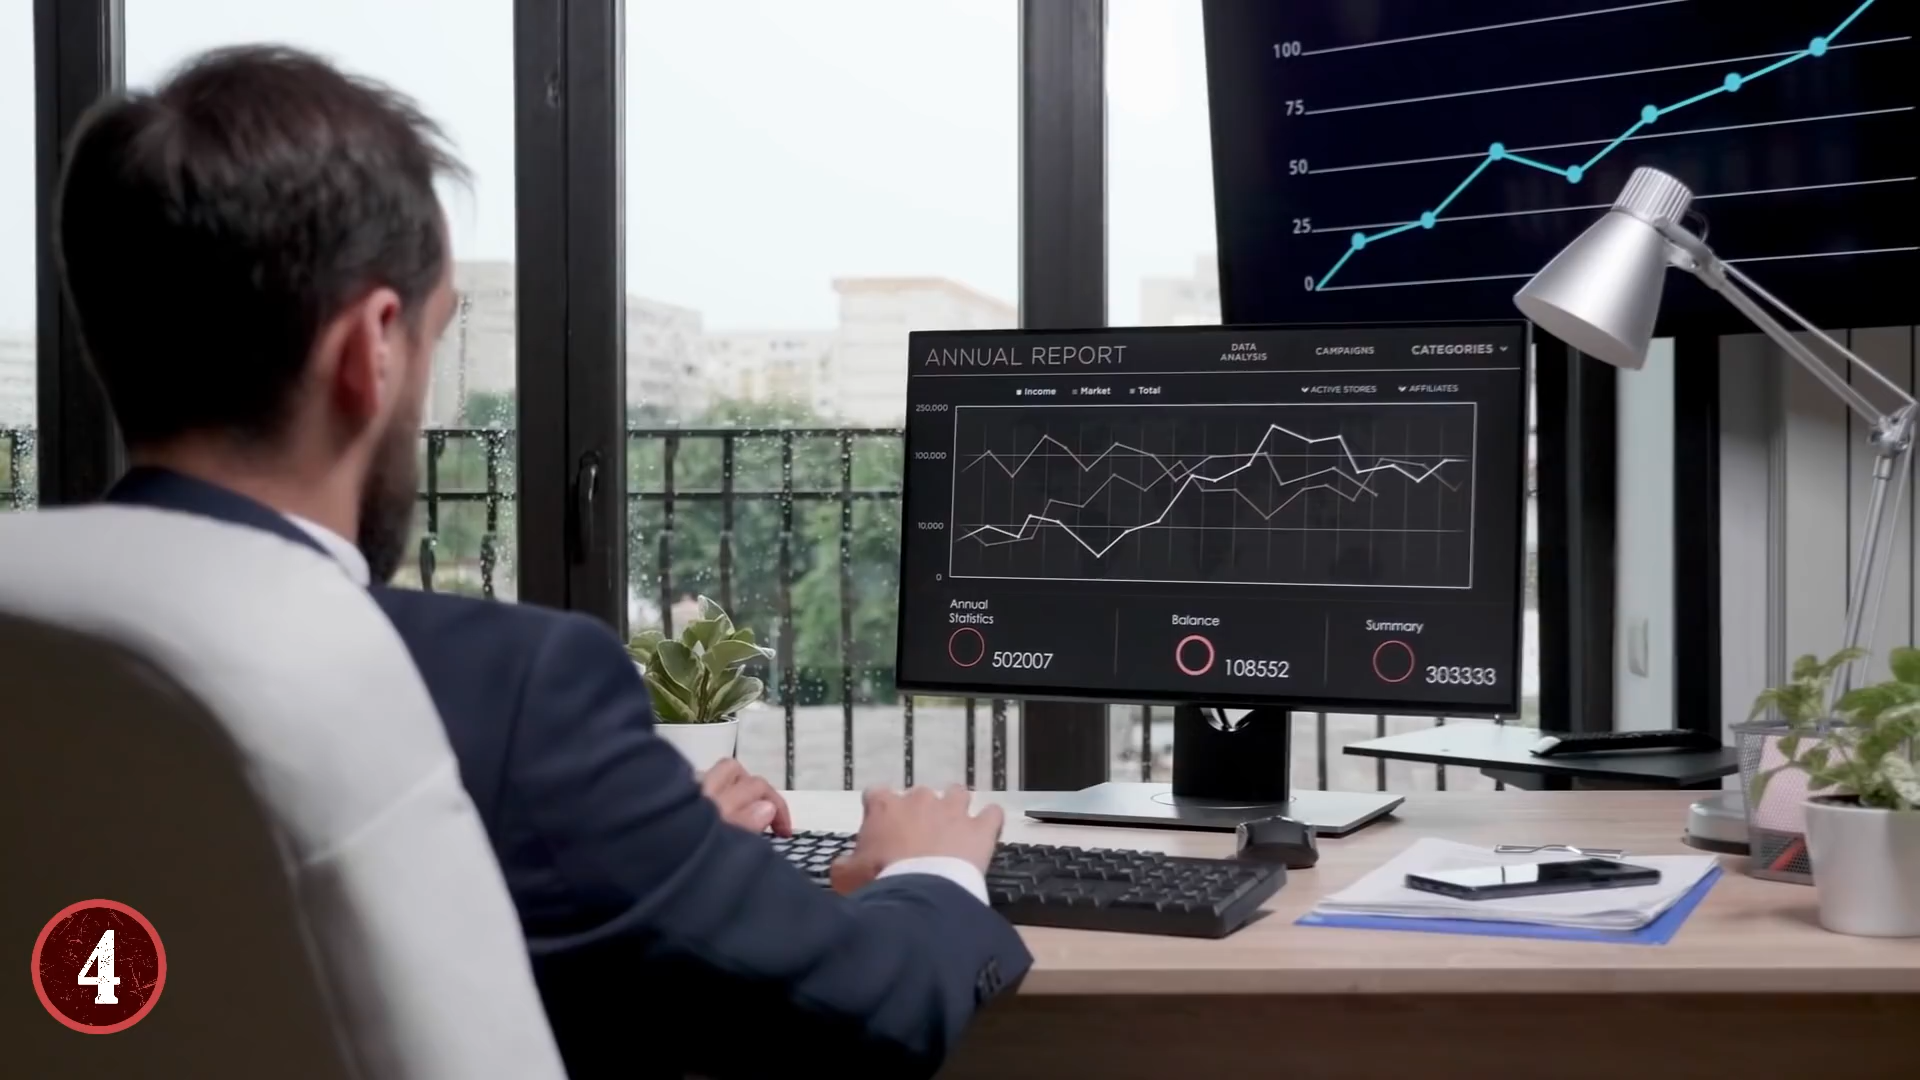 100
75
50
25
0
ANNUAL REPORT
DATA
ANALYSIS
CAMPAIGNS
CATEGORIES
Income
Market
Total
ACTIVE STORES
AFFILIATES
250,000
100,000
10,000
0
Annual
Statistics
502007
Balance
108552
Summary
303333
4